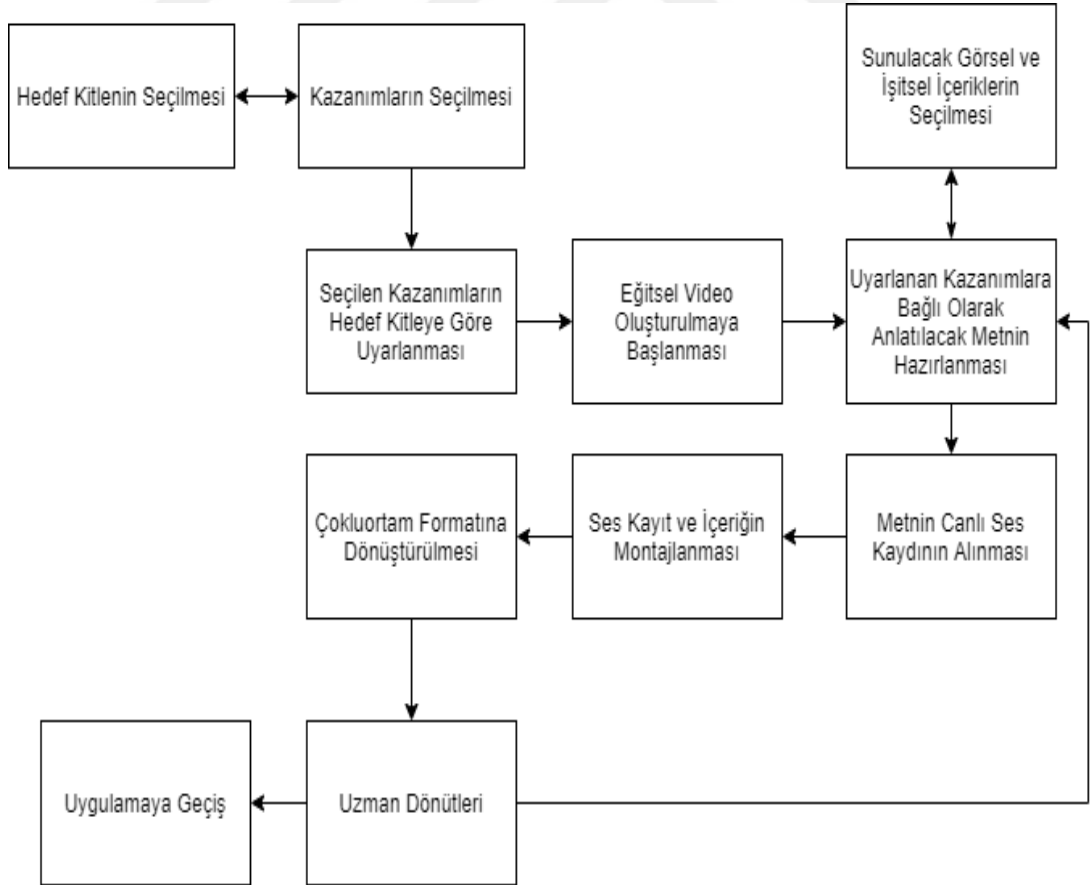 Hedef Kitlenin Seçilmesi
Kazanımların Seçilmesi
Sunulacak Görsel ve
İşitsel İçeriklerin
Seçilmesi
Seçilen Kazanımların
Hedef Kitleye Göre
Uyarlanması
Eğitsel Video
Oluşturulmaya
Başlanması
Uyarlanan Kazanımlara
Bağlı Olarak
Anlatılacak Metnin
Hazırlanması
Metnin Canlı Ses
Kaydının Alınması
Ses Kayıt ve İçeriğin
Montajlanması
Çokluortam Formatına
Dönüştürülmesi
Uzman Dönütleri
Uygulamaya Geçiş